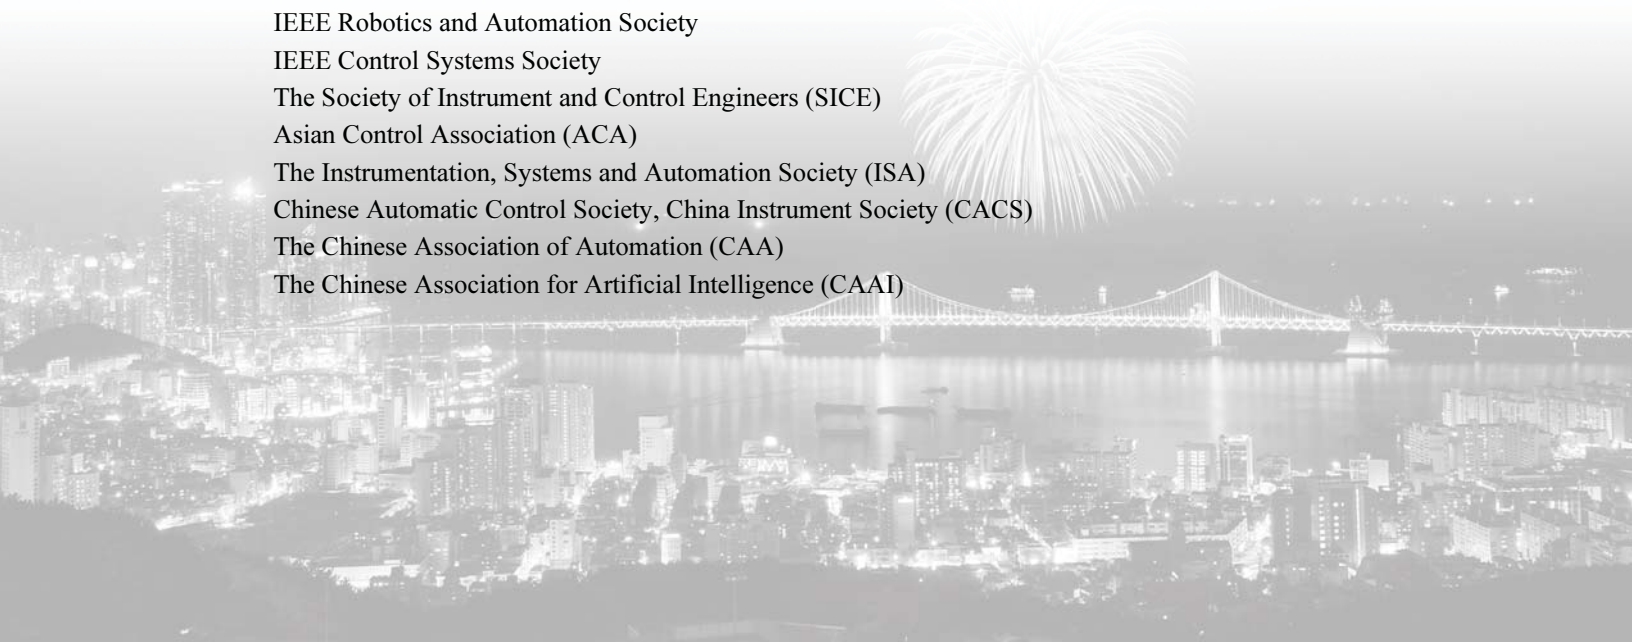 IEEE Robotics and Automation Society
IEEE Control Systems Society
The Society of Instrument and Control Engineers (SICE)
Asian Control Association (ACA)
The Instrumentation, Systems and Automation Society (ISA)
Chinese Automatic Control Society, China Instrument Society (CACS)
The Chinese Association of Automation (CAA)
The Chinese Association for Artificial Intelligence (CAAI)